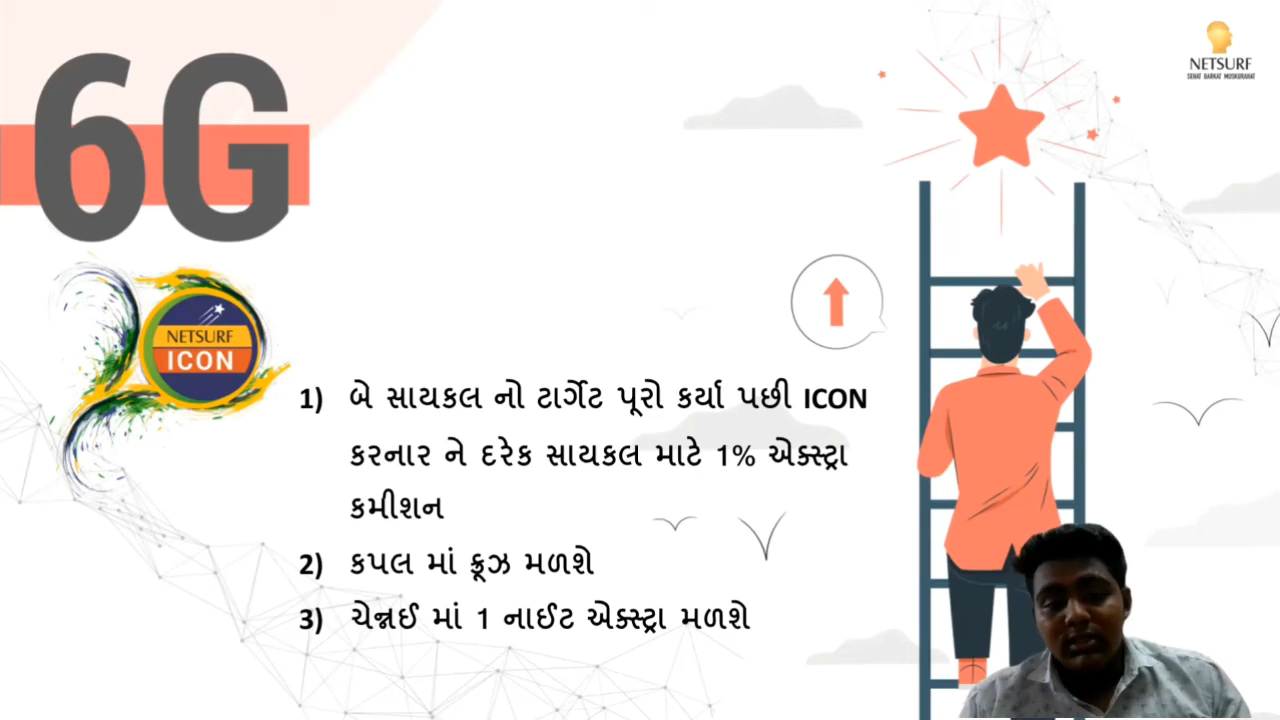 6G
NETSURF
SEHAT BARKAT MUSKURAHAT
NETSURF
ICON
1) બે સાયકલ નો ટાર્ગેટ પૂરો કર્યા પછી ICON
કરનાર ને દરેક સાયકલ માટે 1% એક્સ્ટ્રા
કમીશન
2) કપલ માં ક્રૂઝ મળશે
3) ચેન્નઈ માં 1 નાઈટ એક્સ્ટ્રા મળશે